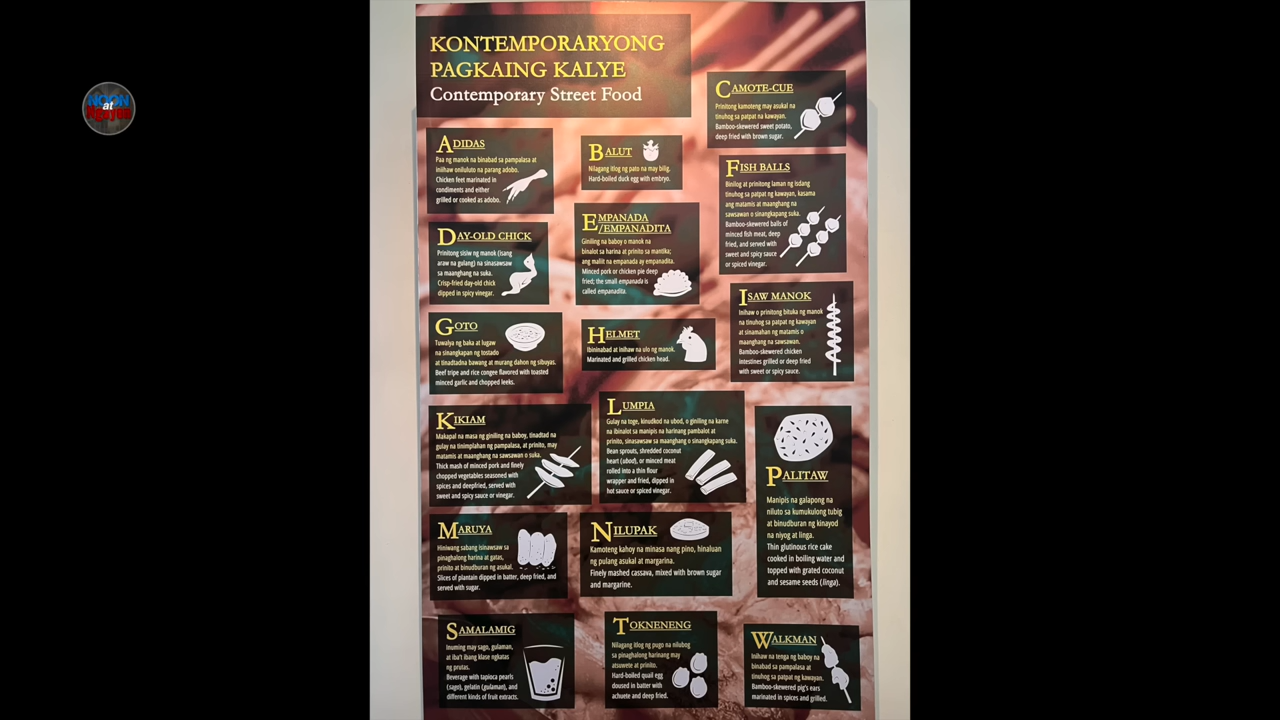 NOON
at
Ngayon
KONTEMPORARYONG
PAGKAING KALYE
Contemporary Street Food
ADIDAS
Paa ng manok na binabad sa pampalasa at
iniihaw oniluluto na parang adobo.
Chicken feet marinated in
condiments and either
grilled or cooked as adobo.
BALUT
Nilagang itlog ng pato na may bilig.
Hard-boiled duck egg with embryo.
CAMOTE-CUE
Prinitong kamoteng may asukal na
tinuhog sa patpat na kawayan.
Bamboo-skewered sweet potato,
deep fried with brown sugar.
DAY-OLD CHICK
Prinitong sisiw ng manok (isang
araw na gulang) na sinasawsaw
sa maanghang na suka.
Crisp-fried day-old chick
dipped in spicy vinegar.
EMPANADA
/EMPANADITA
Giniling na baboy o manok na
binalot sa harina at prinito sa mantika;
ang maliit na empanada ay empanadita.
Minced pork or chicken pie deep
fried; the small empanada is
called empanadita.
FISH BALLS
Binilog at prinitong laman ng isdang
tinuhog sa patpat ng kawayan, kasama
ang matamis at maanghang na
sawsawan o sinangkapang suka.
Bamboo-skewered balls of
minced fish meat, deep
fried, and served with
sweet and spicy sauce
or spiced vinegar.
GOTO
Tuwalya ng baka at lugaw
na sinangkapan ng tostado
at tinadtadna bawang at murang dahon ng sibuyas.
Beef tripe and rice congee flavored with toasted
minced garlic and chopped leeks.
HELMET
Ibininabad at inihaw na ulo ng manok.
Marinated and grilled chicken head.
ISAW MANOK
Inihaw o prinitong bituka ng manok
na tinuhog sa patpat ng kawayan
at sinamahan ng matamis o
maanghang na sawsawan.
Bamboo-skewered chicken
intestines grilled or deep fried
with sweet or spicy sauce.
KIKIAM
Makapal na masa ng giniling na baboy, tinadtad na
gulay na tinimplahan ng pampalasa, at prinito, may
matamis at maanghang na sawsawan o suka.
Thick mash of minced pork and finely
chopped vegetables seasoned with
spices and deepfried, served with
sweet and spicy sauce or vinegar.
LUMPIA
Gulay na toge, kinudkod na ubod, o giniling na karne
na ibinalot sa manipis na harinang pambalot at
prinito, sinasawsaw sa maanghang o sinangkapang suka.
Bean sprouts, shredded coconut
heart (ubod), or minced meat
rolled into a thin flour
wrapper and fried, dipped in
hot sauce or spiced vinegar.
PALITAW
Manipis na galapong na
niluto sa kumukulong tubig
at binudburan ng kinayod
na niyog at linga.
Thin glutinous rice cake
cooked in boiling water and
topped with grated coconut
and sesame seeds (linga).
MARUYA
Hiniwang sabang isinawsaw sa
pinaghalong harina at gatas,
prinito at binudburan ng asukal.
Slices of plantain dipped in batter, deep fried, and
served with sugar.
NILUPAK
Kamoteng kahoy na minasa nang pino, hinaluan
ng pulang asukal at margarina.
Finely mashed cassava, mixed with brown sugar
and margarine.
SAMALAMIG
Inuming may sago, gulaman,
at iba't ibang klase ngkatas
ng prutas.
Beverage with tapioca pearls
(sago), gelatin (gulaman), and
different kinds of fruit extracts.
TOKNENENG
Nilagang itlog ng pugo na nilubog
sa pinaghalong harinang may
atsuwete at prinito.
Hard-boiled quail egg
doused in batter with
achuete and deep fried.
WALKMAN
Inihaw na tenga ng baboy na
binabad sa pampalasa at
tinuhog sa patpat ng kawayan.
Bamboo-skewered pig's ears
marinated in spices and grilled.